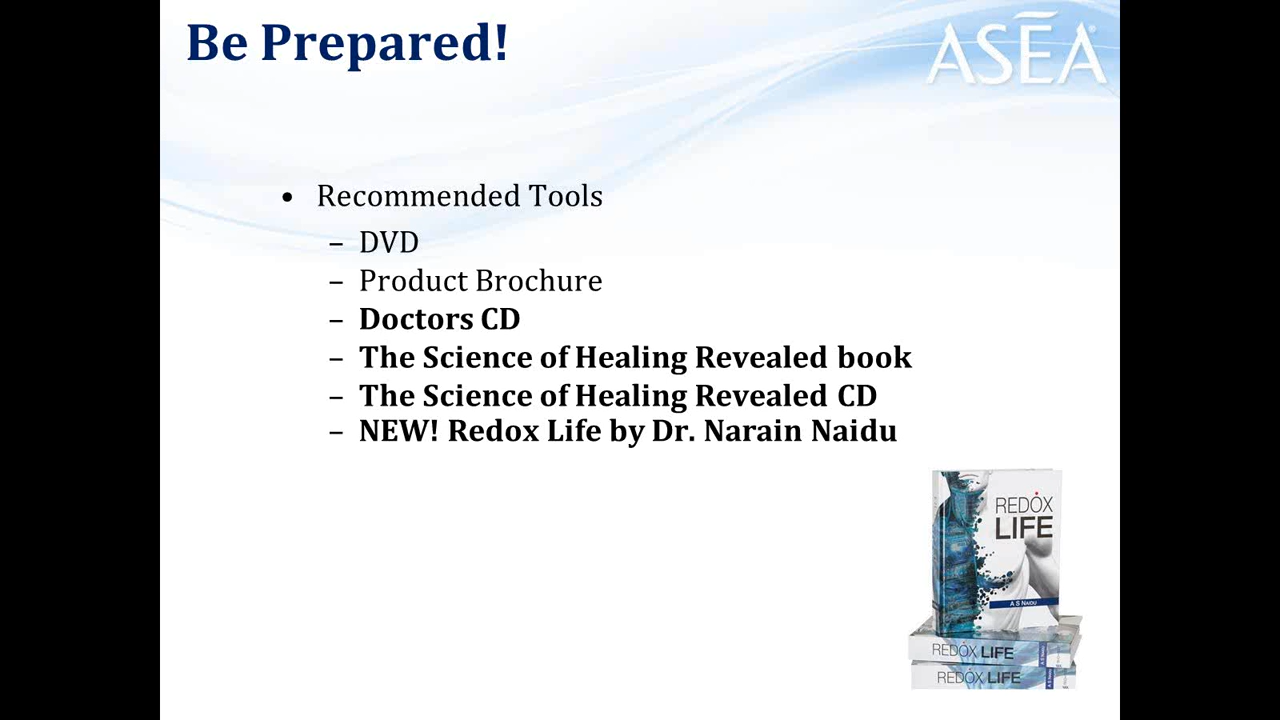 Be Prepared!
ASEA
• Recommended Tools
– DVD
– Product Brochure
– Doctors CD
– The Science of Healing Revealed book
– The Science of Healing Revealed CD
– NEW! Redox Life by Dr. Narain Naidu
REDOX
LIFE
A S NAIDU
REDOX LIFE
REDOX LIFE